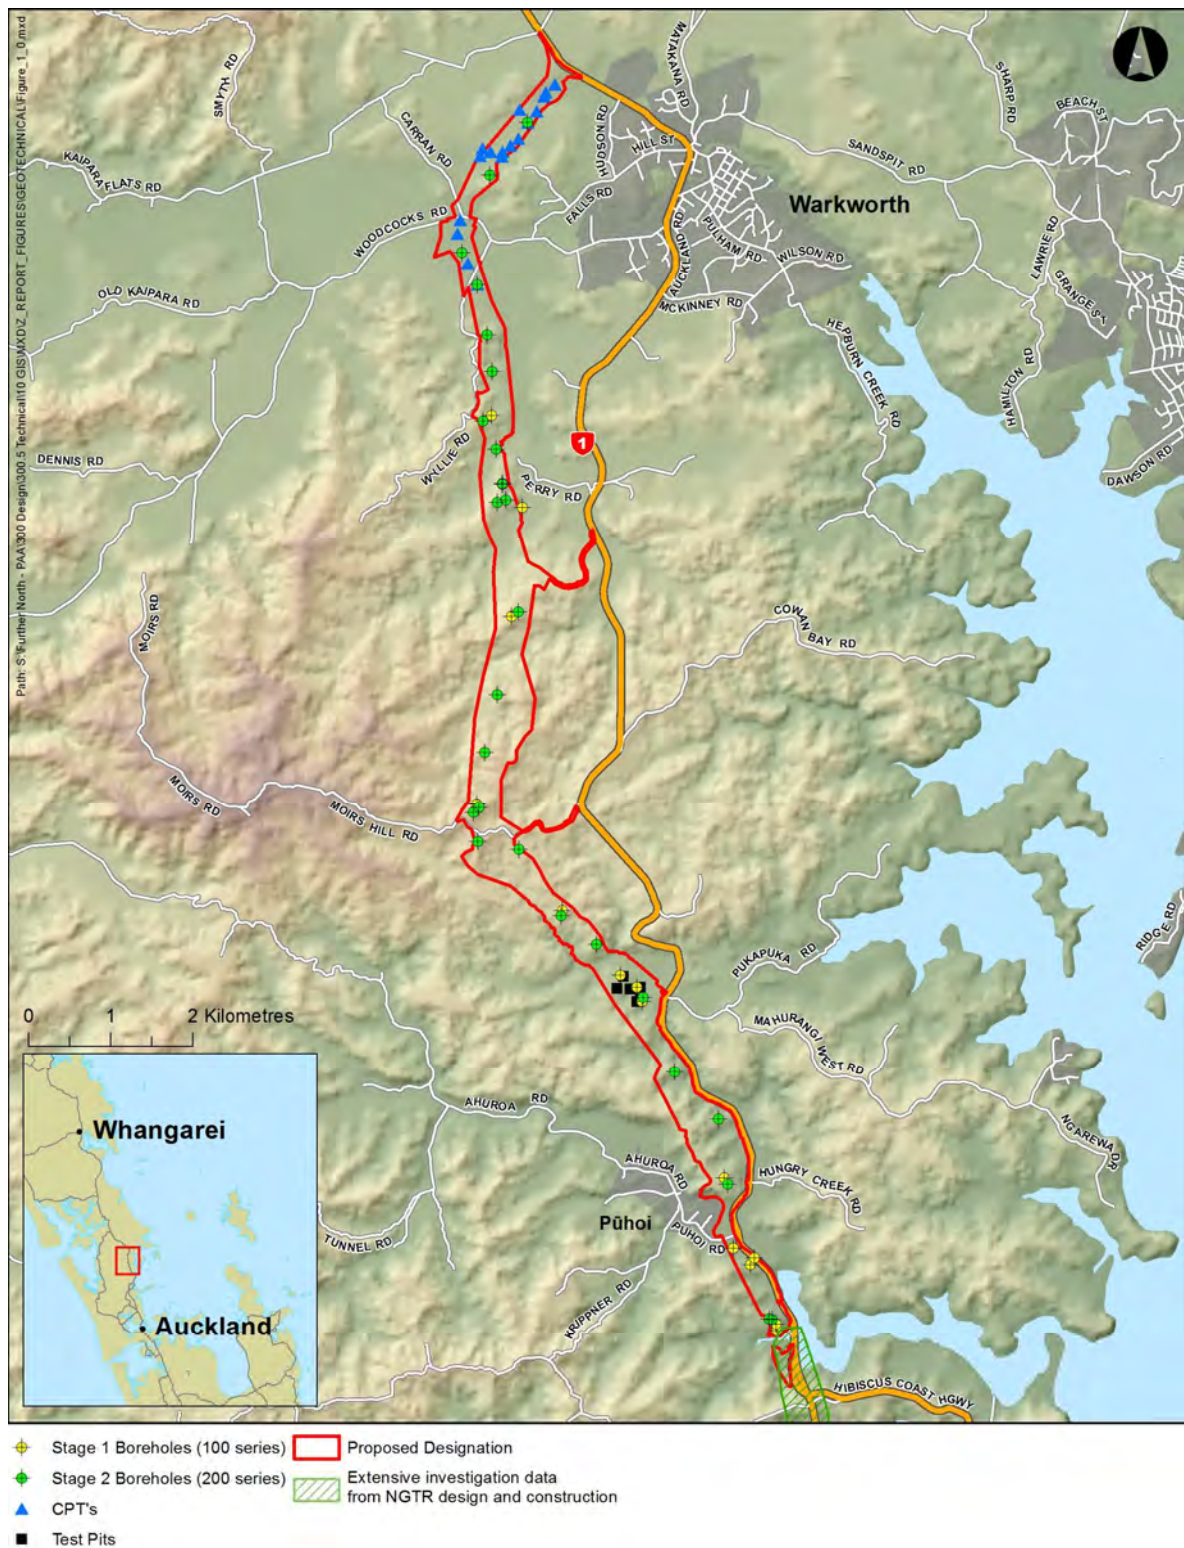 Path: S:\Further North - PAA\300 Design\300.5 Technical\10 GIS\MXD\Z_REPORT_FIGURES\GEOTECHNICAL\Figure_1_0.mxd
SMYTH RD
MATAKANA RD
SHARP RD
BEACH ST
CARRAN RD
HUDSON RD
HILL ST
SANDSPIT RD
KAIPARA FLATS RD
FALLS RD
Warkworth
WOODCOCKS RD
PULHAM RD
WILSON RD
LAWRIE RD
AUCKLAND RD
GRANGE ST
OLD KAIPARA RD
MCKINNEY RD
HEPBURN CREEK RD
HAMILTON RD
1
DENNIS RD
WYLLIE RD
PERRY RD
DAWSON RD
MOIRS RD
COWAN BAY RD
MOIRS RD
MOIRS HILL RD
RIDGE RD
PUKAPUKA RD
0 1 2 Kilometres
MAHURANGI WEST RD
AHUROA RD
NGAREWA DR
Whangarei
AHUROA RD
HUNGRY CREEK RD
Pūhoi
PUHOI RD
TUNNEL RD
KRIPPNER RD
Auckland
HIBISCUS COAST HGWY
Stage 1 Boreholes (100 series)
Proposed Designation
Stage 2 Boreholes (200 series)
Extensive investigation data
from NGTR design and construction
CPT's
Test Pits